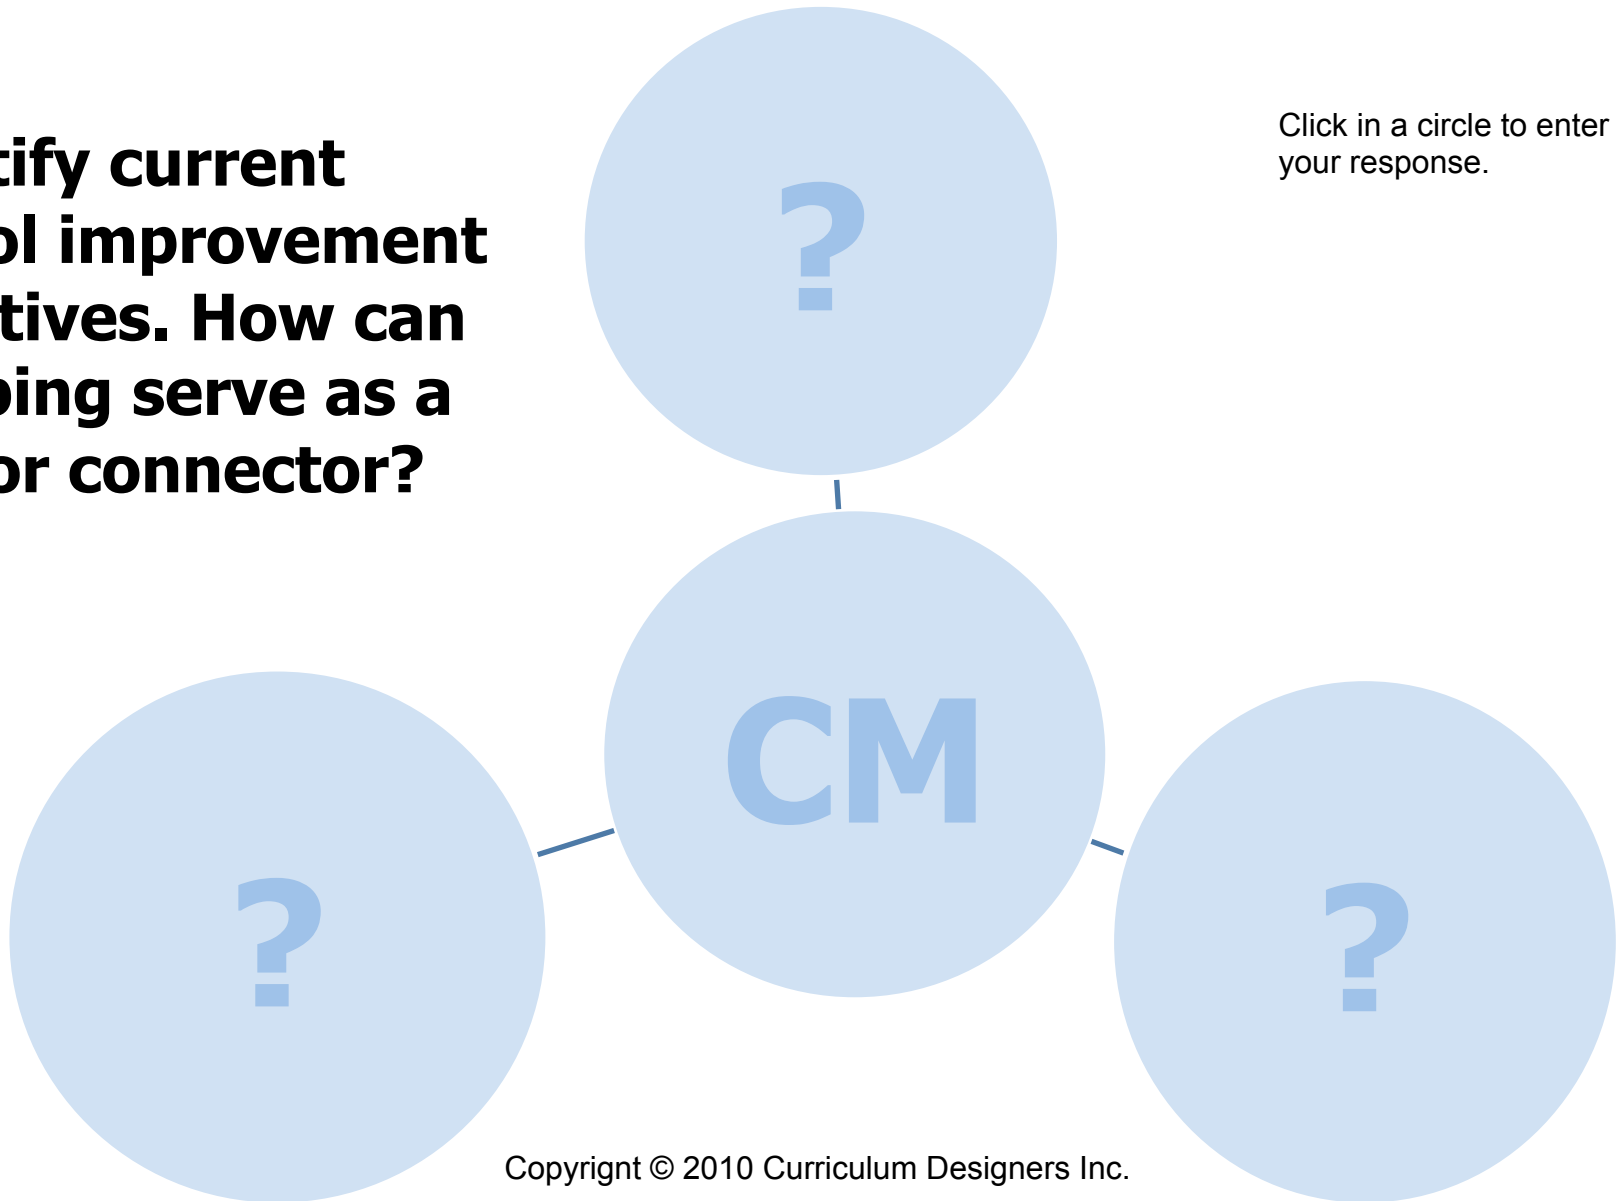 tify current
ol improvement
tives. How can
ping serve as a
or connector?
Click in a circle to enter
your response.
?
CM
?
?
Copyrignt © 2010 Curriculum Designers Inc.